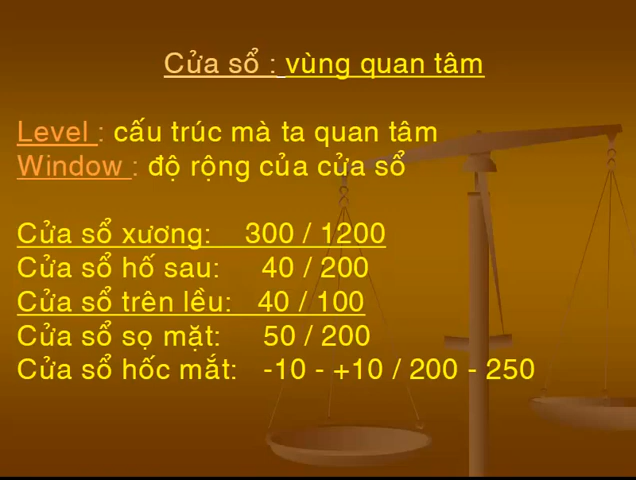 Cửa sổ : vùng quan tâm
Level : cấu trúc mà ta quan tâm
Window : độ rộng của cửa sổ
Cửa sổ xương: 300 / 1200
Cửa sổ hố sau: 40 / 200
Cửa sổ trên lều: 40 / 100
Cửa sổ sọ mặt: 50 / 200
Cửa sổ hốc mắt: -10 - +10 / 200 - 250